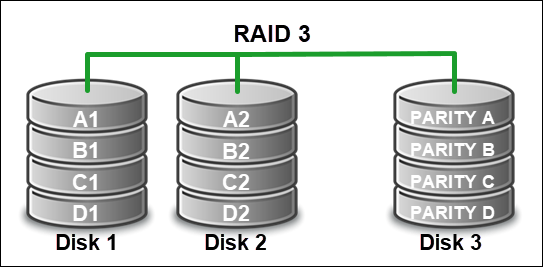 RAID 3
A1 A2 PARITY A
B1 B2 PARITY B
C1 C2 PARITY C
D1 D2 PARITY D
Disk 1 Disk 2 Disk 3